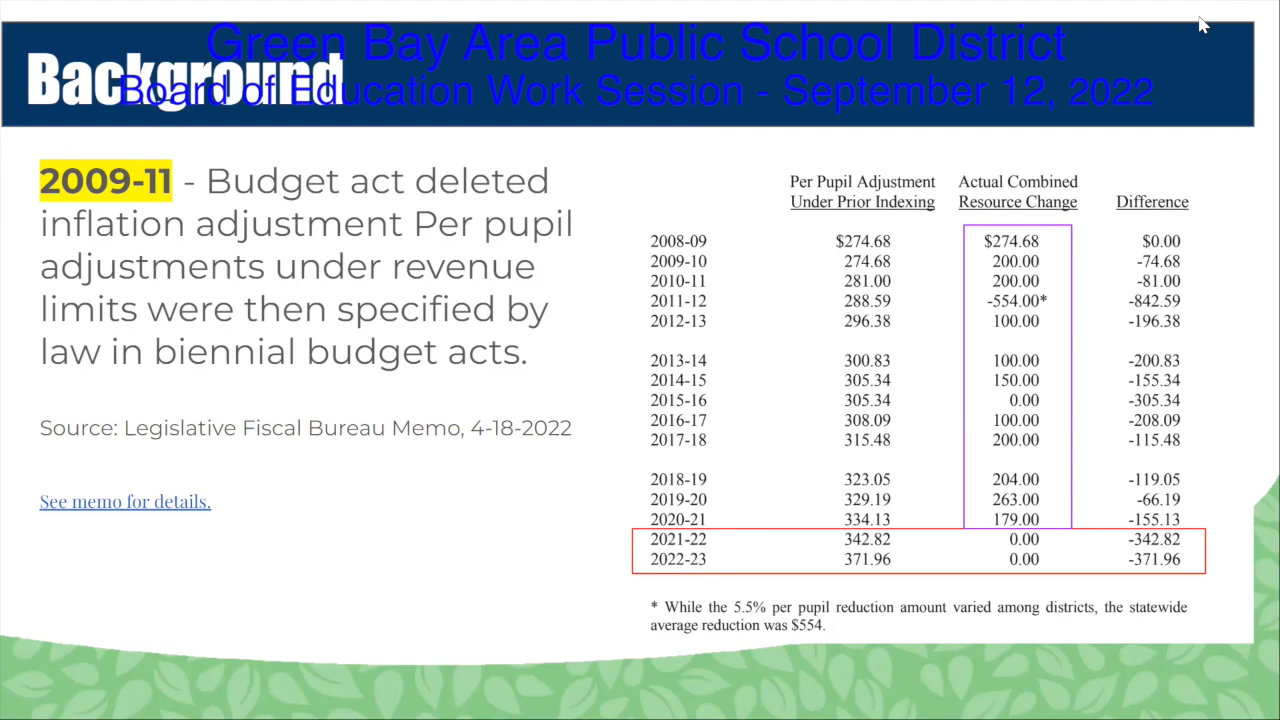 Green Bay Area Public School District
Background
Board of Education Work Session - September 12, 2022
2009-11 - Budget act deleted
inflation adjustment Per pupil
adjustments under revenue
limits were then specified by
law in biennial budget acts.
Source: Legislative Fiscal Bureau Memo, 4-18-2022
See memo for details.
Per Pupil Adjustment Actual Combined
Under Prior Indexing Resource Change Difference
2008-09 $274.68 $274.68 $0.00
2009-10 274.68 200.00 -74.68
2010-11 281.00 200.00 -81.00
2011-12 288.59 -554.00* -842.59
2012-13 296.38 100.00 -196.38
2013-14 300.83 100.00 -200.83
2014-15 305.34 150.00 -155.34
2015-16 305.34 0.00 -305.34
2016-17 308.09 100.00 -208.09
2017-18 315.48 200.00 -115.48
2018-19 323.05 204.00 -119.05
2019-20 329.19 263.00 -66.19
2020-21 334.13 179.00 -155.13
2021-22 342.82 0.00 -342.82
2022-23 371.96 0.00 -371.96
* While the 5.5% per pupil reduction amount varied among districts, the statewide
average reduction was $554.